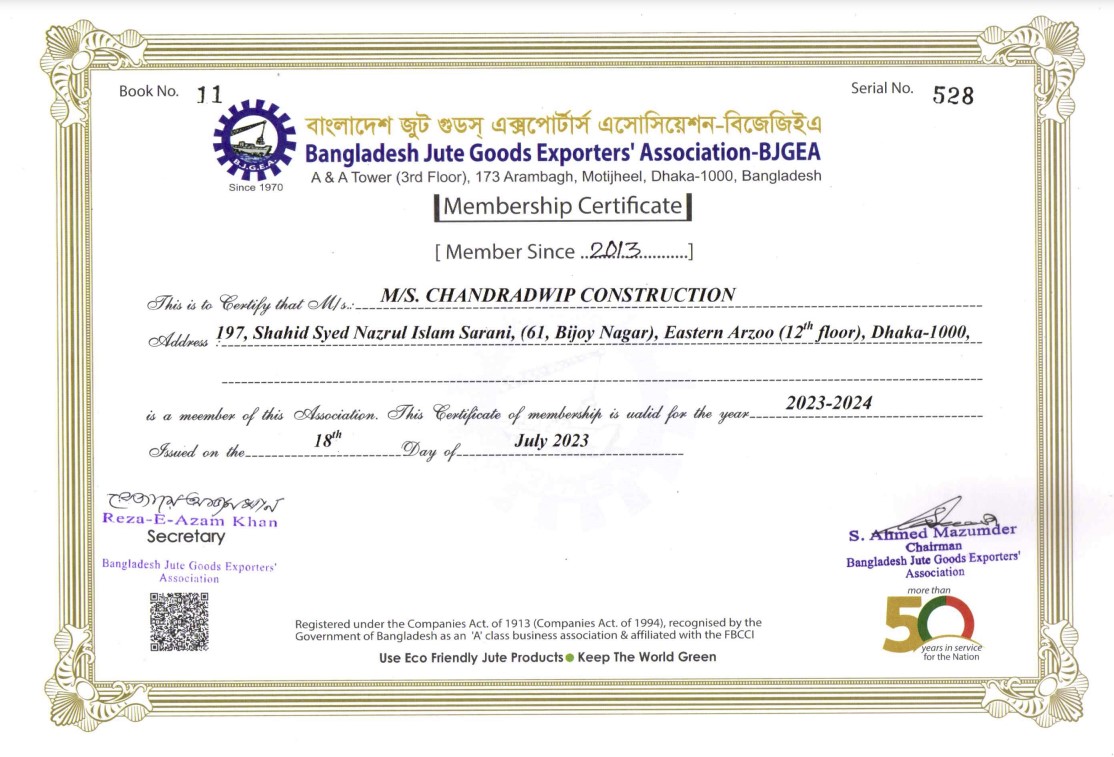 Book No. 11
Serial No. 528
B.J.G.E.A.
Since 1970
বাংলাদেশ জুট গুডস্ এক্সপোর্টার্স এসোসিয়েশন-বিজেজিইএ
Bangladesh Jute Goods Exporters' Association-BJGEA
A & A Tower (3rd Floor), 173 Arambagh, Motijheel, Dhaka-1000, Bangladesh
Membership Certificate
[ Member Since ..2013............]
This is to Certify that M/s.: M/S. CHANDRADWIP CONSTRUCTION
Address : 197, Shahid Syed Nazrul Islam Sarani, (61, Bijoy Nagar), Eastern Arzoo (12th floor), Dhaka-1000,
is a meember of this Association. This Certificate of membership is ualid for the year 2023-2024
Issued on the 18th Day of July 2023
Reza-E-Azam Khan
Secretary
Bangladesh Jute Goods Exporters'
Association
S. Ahmed Mazumder
Chairman
Bangladesh Jute Goods Exporters'
Association
more than
50
years in service
for the Nation
Registered under the Companies Act. of 1913 (Companies Act. of 1994), recognised by the
Government of Bangladesh as an 'A' class business association & affiliated with the FBCCI
Use Eco Friendly Jute Products ● Keep The World Green